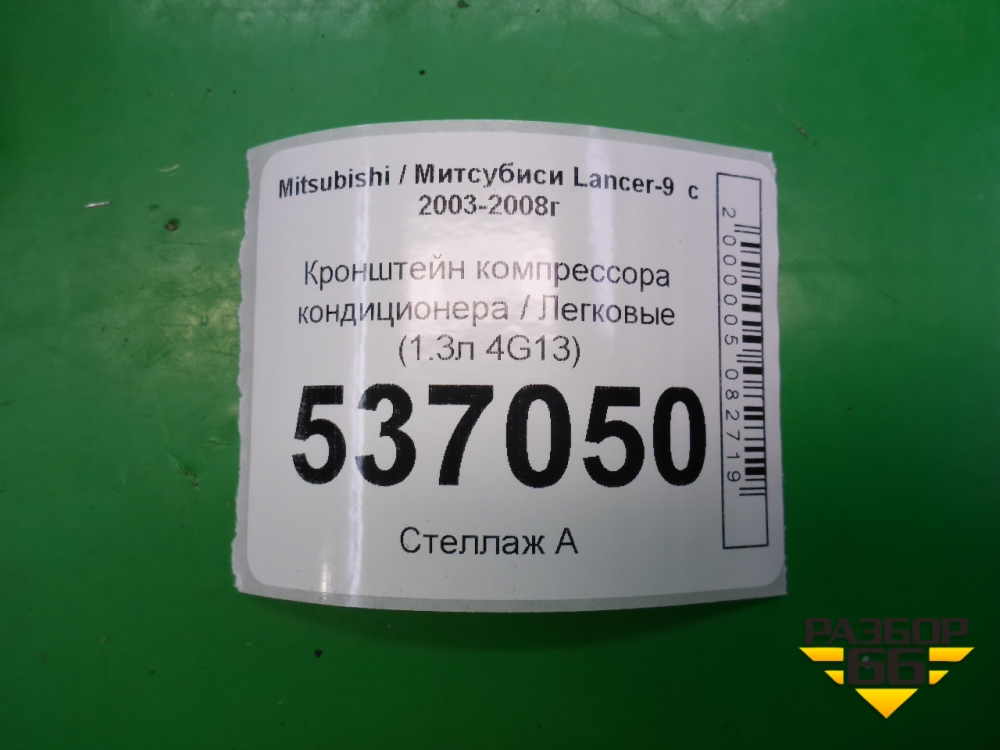 Mitsubishi / Митсубиси Lancer-9 с
2003-2008г
Кронштейн компрессора
кондиционера / Легковые
(1.3л 4G13)
537050
Стеллаж А
2000005082719
РАЗБОР
66